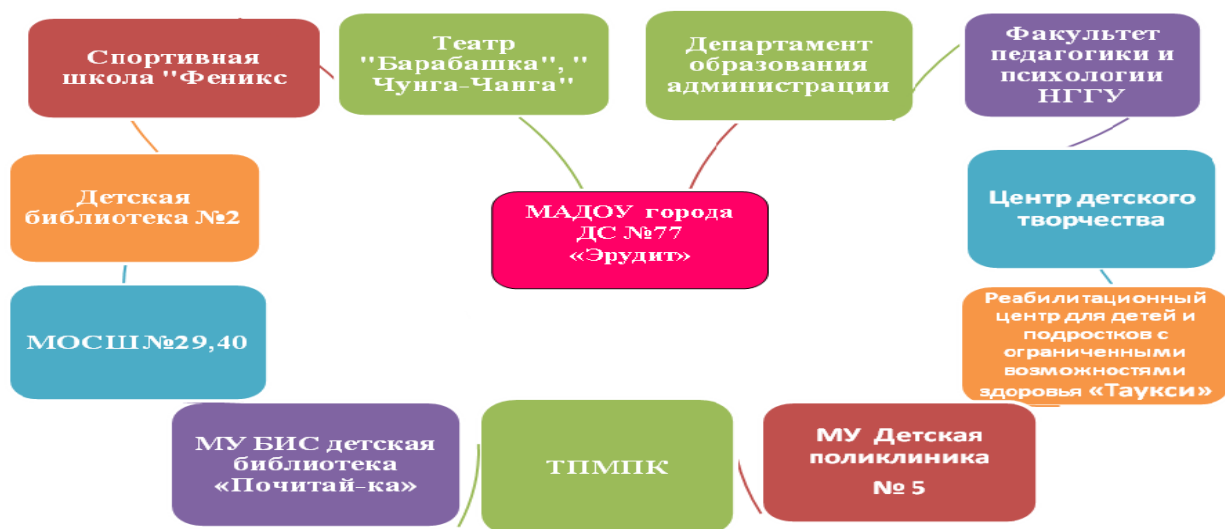 Спортивная
школа "Феникс
Театр
"Барабашка", "
Чунга-Чанга"
Департамент
образования
администрации
Факультет
педагогики и
психологии
НГГУ
Детская
библиотека №2
МАДОУ города
ДС №77
«Эрудит»
Центр детского
творчества
МОСШ №29,40
Реабилитационный
центр для детей и
подростков с
ограниченными
возможностями
здоровья «Таукси»
МУ БИС детская
библиотека
«Почитай-ка»
ТПМПК
МУ Детская
поликлиника
№ 5